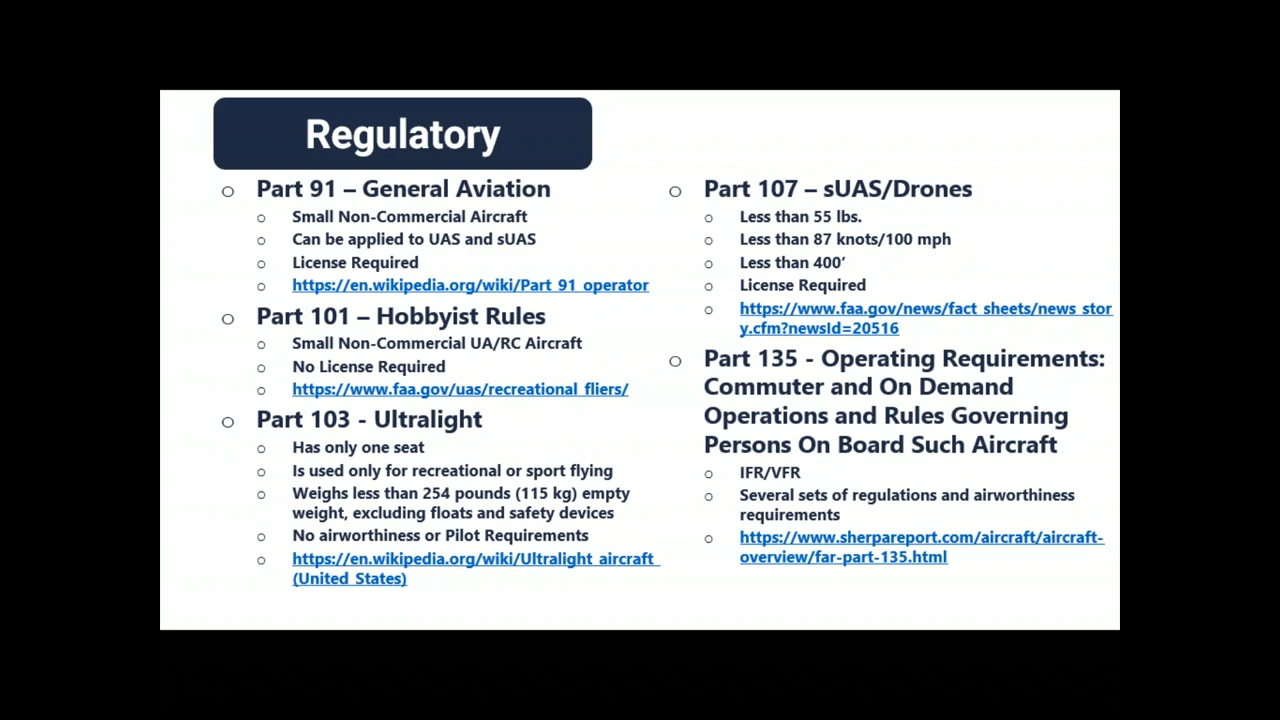 Regulatory
Part 91 – General Aviation
Small Non-Commercial Aircraft
Can be applied to UAS and sUAS
License Required
https://en.wikipedia.org/wiki/Part_91_operator
Part 101 – Hobbyist Rules
Small Non-Commercial UA/RC Aircraft
No License Required
https://www.faa.gov/uas/recreational_fliers/
Part 103 - Ultralight
Has only one seat
Is used only for recreational or sport flying
Weighs less than 254 pounds (115 kg) empty
weight, excluding floats and safety devices
No airworthiness or Pilot Requirements
https://en.wikipedia.org/wiki/Ultralight_aircraft_
(United_States)
Part 107 – sUAS/Drones
Less than 55 lbs.
Less than 87 knots/100 mph
Less than 400’
License Required
https://www.faa.gov/news/fact_sheets/news_stor
y.cfm?newsId=20516
Part 135 - Operating Requirements:
Commuter and On Demand
Operations and Rules Governing
Persons On Board Such Aircraft
IFR/VFR
Several sets of regulations and airworthiness
requirements
https://www.sherpareport.com/aircraft/aircraft-
overview/far-part-135.html